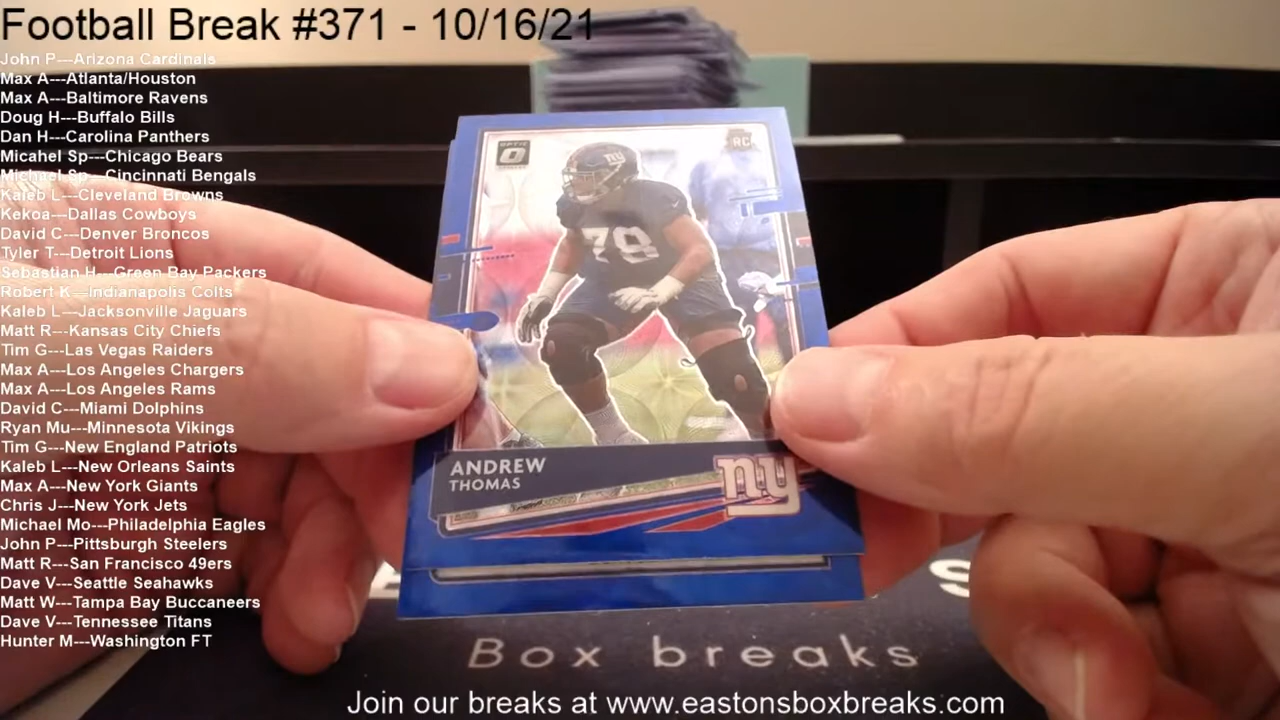 Football Break #371 - 10/16/21
John P---Arizona Cardinals
Max A---Atlanta/Houston
Max A---Baltimore Ravens
Doug H---Buffalo Bills
Dan H---Carolina Panthers
Micahel Sp---Chicago Bears
Michael Sp---Cincinnati Bengals
Kaleb L---Cleveland Browns
Kekoa---Dallas Cowboys
David C---Denver Broncos
Tyler T---Detroit Lions
Sebastian H---Green Bay Packers
Robert K---Indianapolis Colts
Kaleb L---Jacksonville Jaguars
Matt R---Kansas City Chiefs
Tim G---Las Vegas Raiders
Max A---Los Angeles Chargers
Max A---Los Angeles Rams
David C---Miami Dolphins
Ryan Mu---Minnesota Vikings
Tim G---New England Patriots
Kaleb L---New Orleans Saints
Max A---New York Giants
Chris J---New York Jets
Michael Mo---Philadelphia Eagles
John P---Pittsburgh Steelers
Matt R---San Francisco 49ers
Dave V---Seattle Seahawks
Matt W---Tampa Bay Buccaneers
Dave V---Tennessee Titans
Hunter M---Washington FT
OPTIC
RC
ny
78
ANDREW
THOMAS
ny
Box breaks
Join our breaks at www.eastonsboxbreaks.com